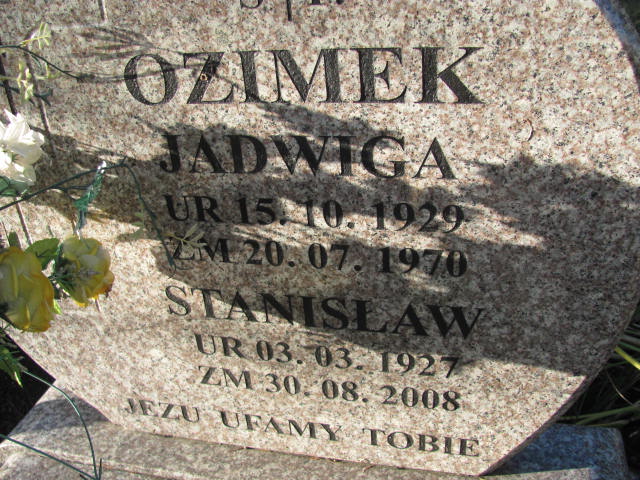 Ś†P.
OZIMEK
JADWIGA
UR 15. 10. 1929
ZM 20. 07. 1970
STANISŁAW
UR 03. 03. 1927
ZM 30. 08. 2008
JEZU UFAMY TOBIE